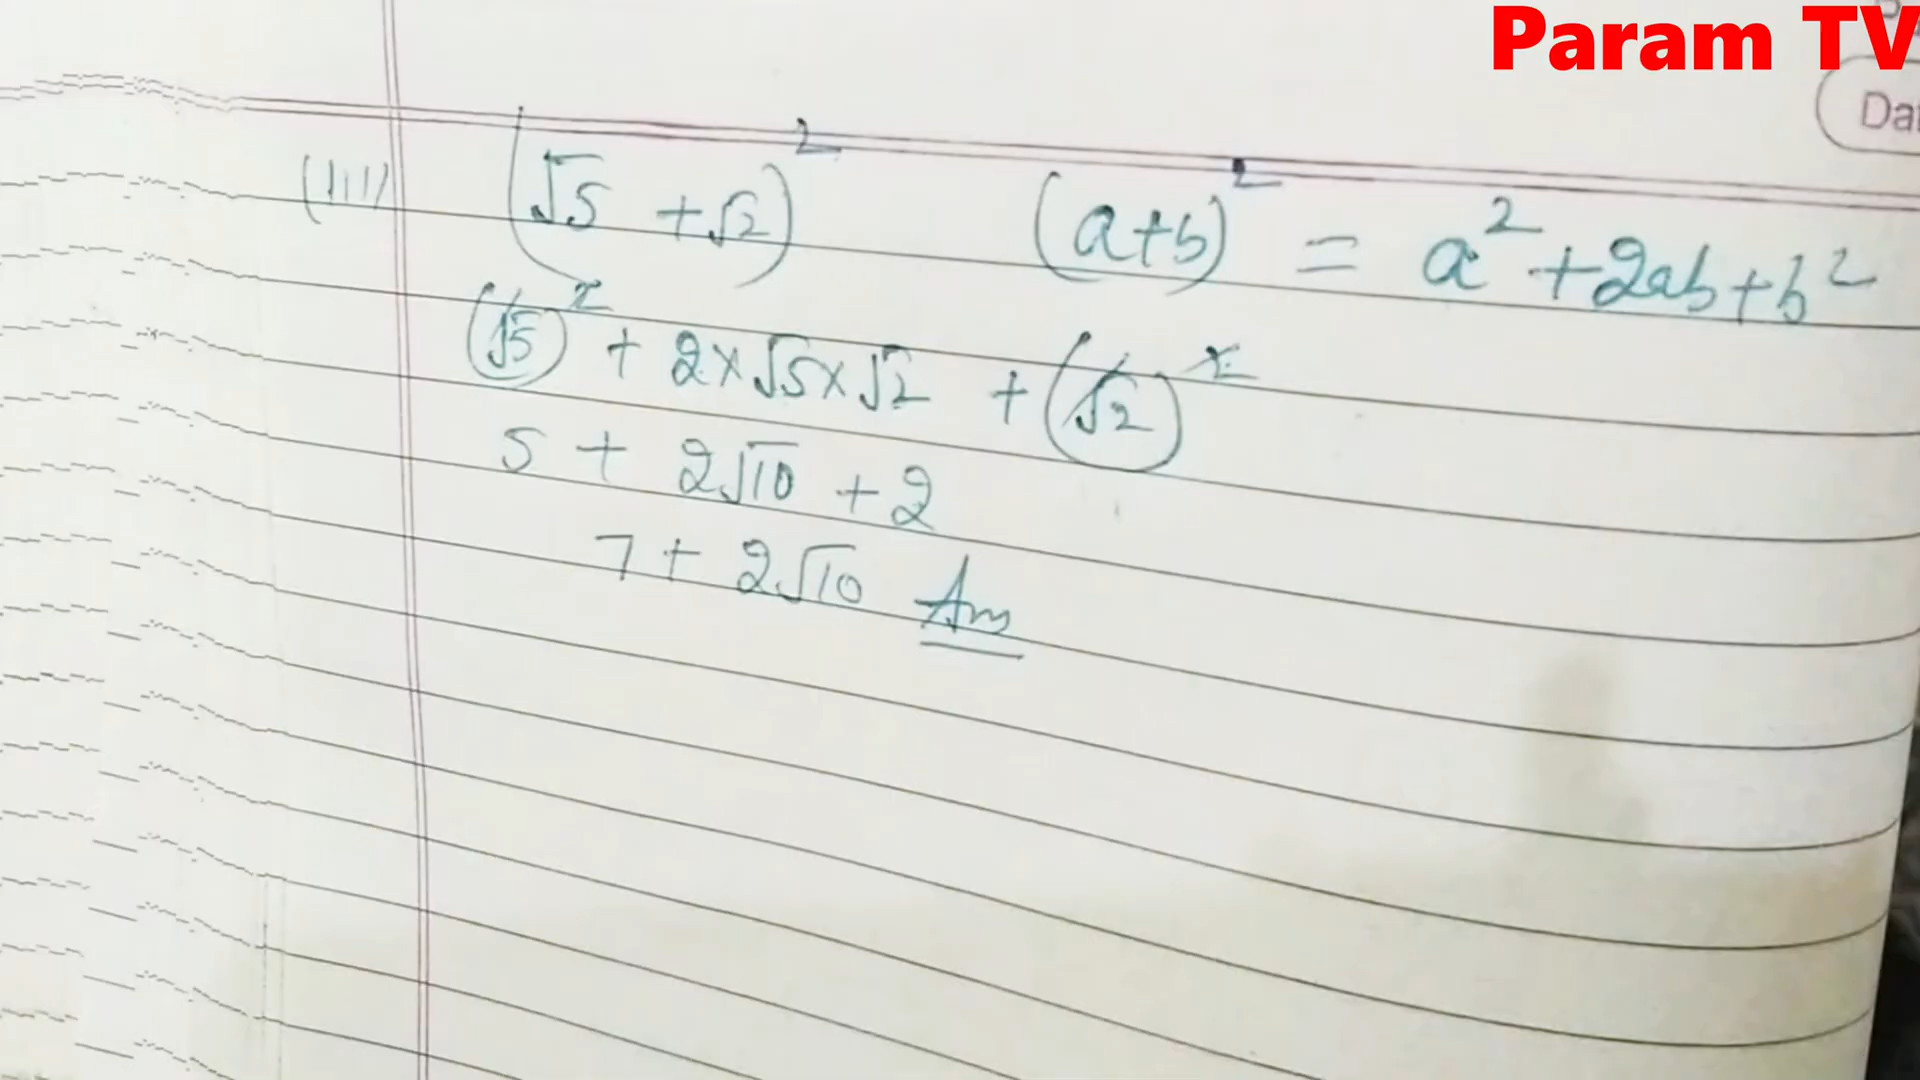 Param TV
(iii) (√5 + √2)² (a+b)² = a² + 2ab + b²
(√5)² + 2×√5×√2 + (√2)²
5 + 2√10 + 2
7 + 2√10 Ans